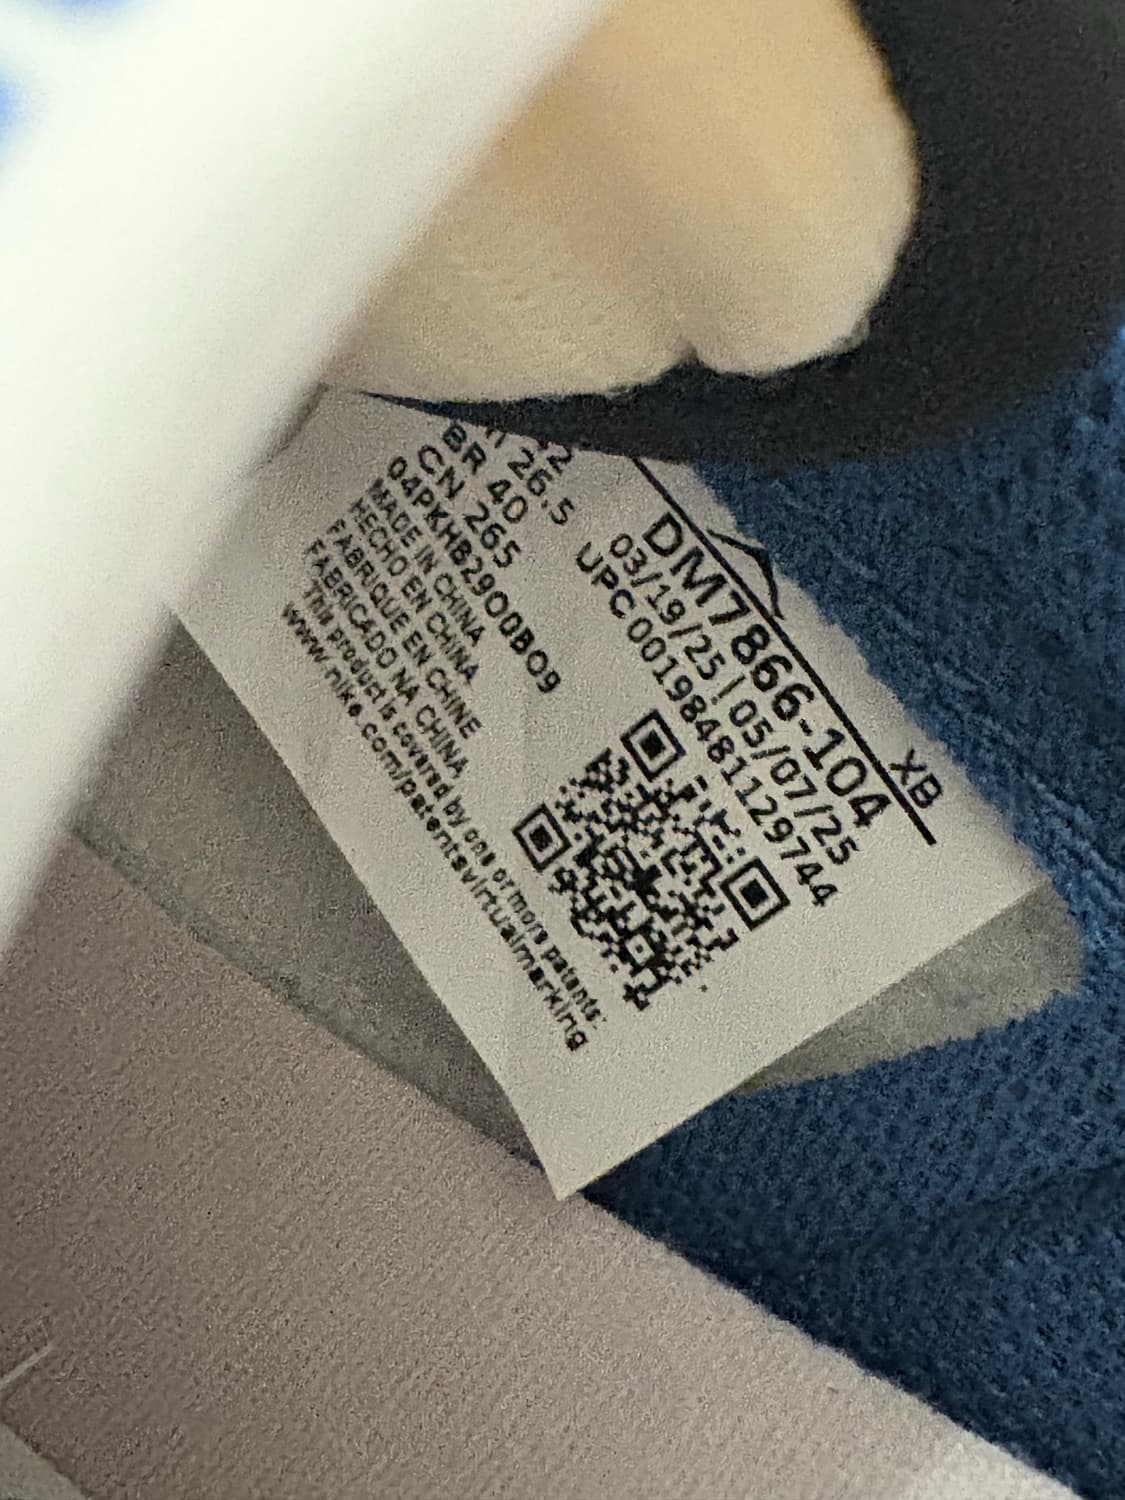 26.5
BR 40
CN 265
04PKHB29O0BO9
MADE IN CHINA
HECHO EN CHINA
FABRIQUE EN CHINE
FABRICADO NA CHINA
This product is covered by one or more patents:
www.nike.com/patentsvirtualmarking
XB
DM7866-104
03/19/25 | 05/07/25
UPC 00198481129744